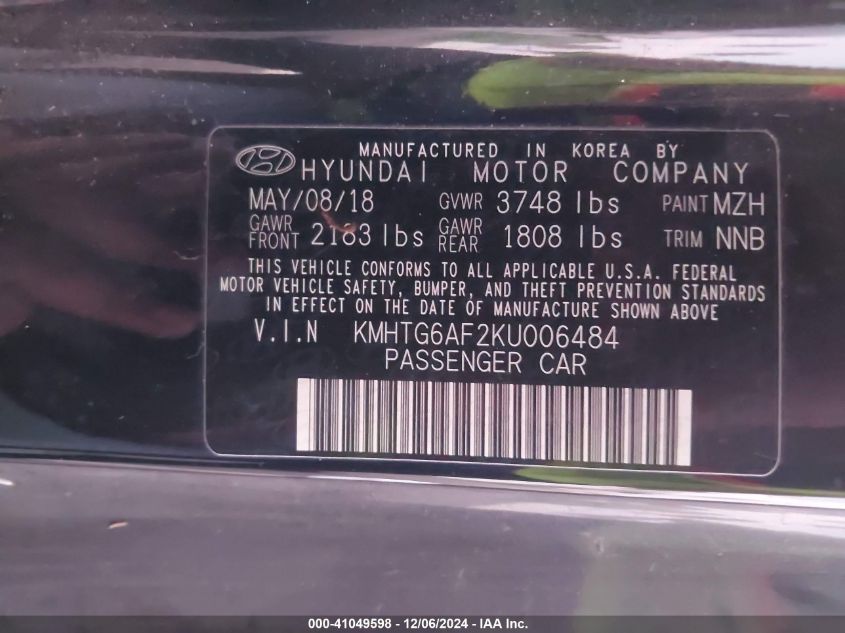 MANUFACTURED IN KOREA BY
HYUNDAI MOTOR COMPANY
MAY/08/18 GVWR 3748 lbs PAINT MZH
GAWR FRONT 2183 lbs GAWR REAR 1808 lbs TRIM NNB
THIS VEHICLE CONFORMS TO ALL APPLICABLE U.S.A. FEDERAL
MOTOR VEHICLE SAFETY, BUMPER, AND THEFT PREVENTION STANDARDS
IN EFFECT ON THE DATE OF MANUFACTURE SHOWN ABOVE
V.I.N KMHTG6AF2KU006484
PASSENGER CAR
000-41049598 - 12/06/2024 - IAA Inc.